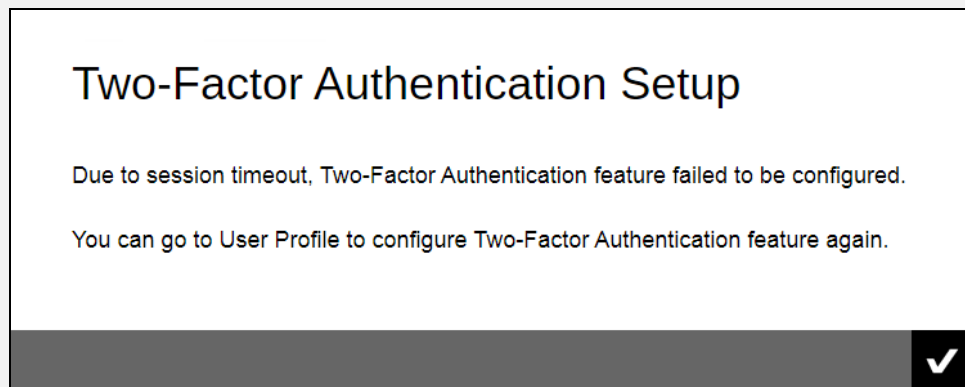 Two-Factor Authentication Setup
Due to session timeout, Two-Factor Authentication feature failed to be configured.
You can go to User Profile to configure Two-Factor Authentication feature again.